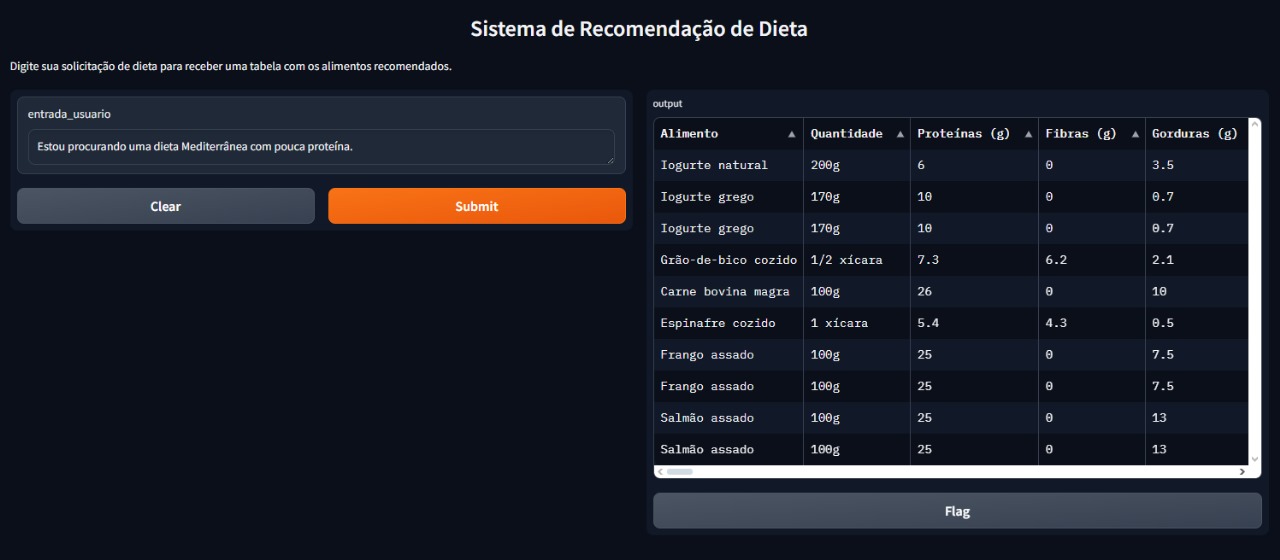 Sistema de Recomendação de Dieta
Digite sua solicitação de dieta para receber uma tabela com os alimentos recomendados.
entrada_usuario
Estou procurando uma dieta Mediterrânea com pouca proteína.
Clear Submit
output
Alimento Quantidade Proteínas (g) Fibras (g) Gorduras (g)
Iogurte natural 200g 6 0 3.5
Iogurte grego 170g 10 0 0.7
Iogurte grego 170g 10 0 0.7
Grão-de-bico cozido 1/2 xícara 7.3 6.2 2.1
Carne bovina magra 100g 26 0 10
Espinafre cozido 1 xícara 5.4 4.3 0.5
Frango assado 100g 25 0 7.5
Frango assado 100g 25 0 7.5
Salmão assado 100g 25 0 13
Salmão assado 100g 25 0 13
Flag